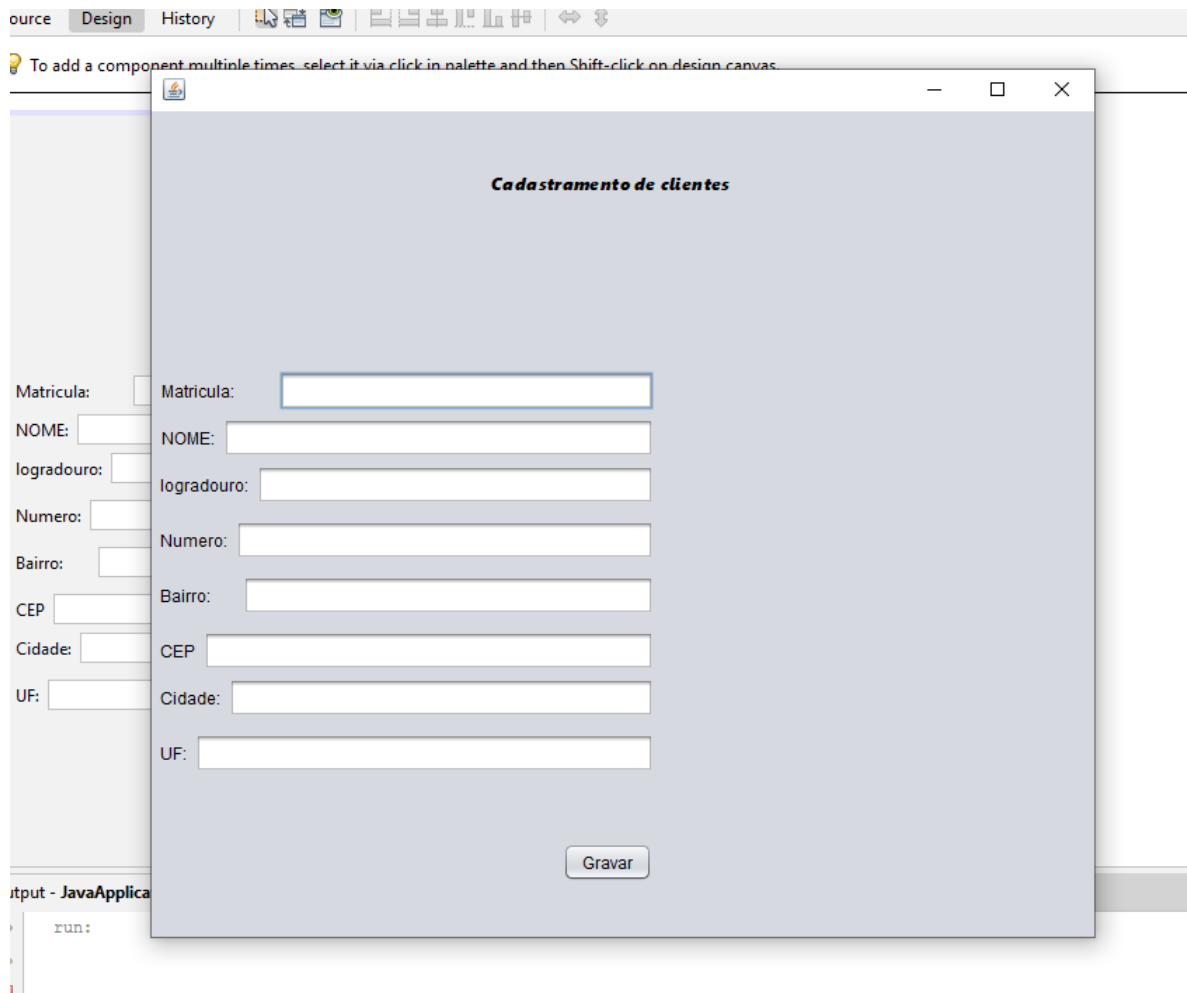 ource Design History
To add a component multiple times, select it via click in palette and then Shift-click on design canvas.
Cadastramento de clientes
Matricula:
NOME:
logradouro:
Numero:
Bairro:
CEP
Cidade:
UF:
Matricula:
NOME:
logradouro:
Numero:
Bairro:
CEP
Cidade:
UF:
Gravar
utput - JavaApplica
run: